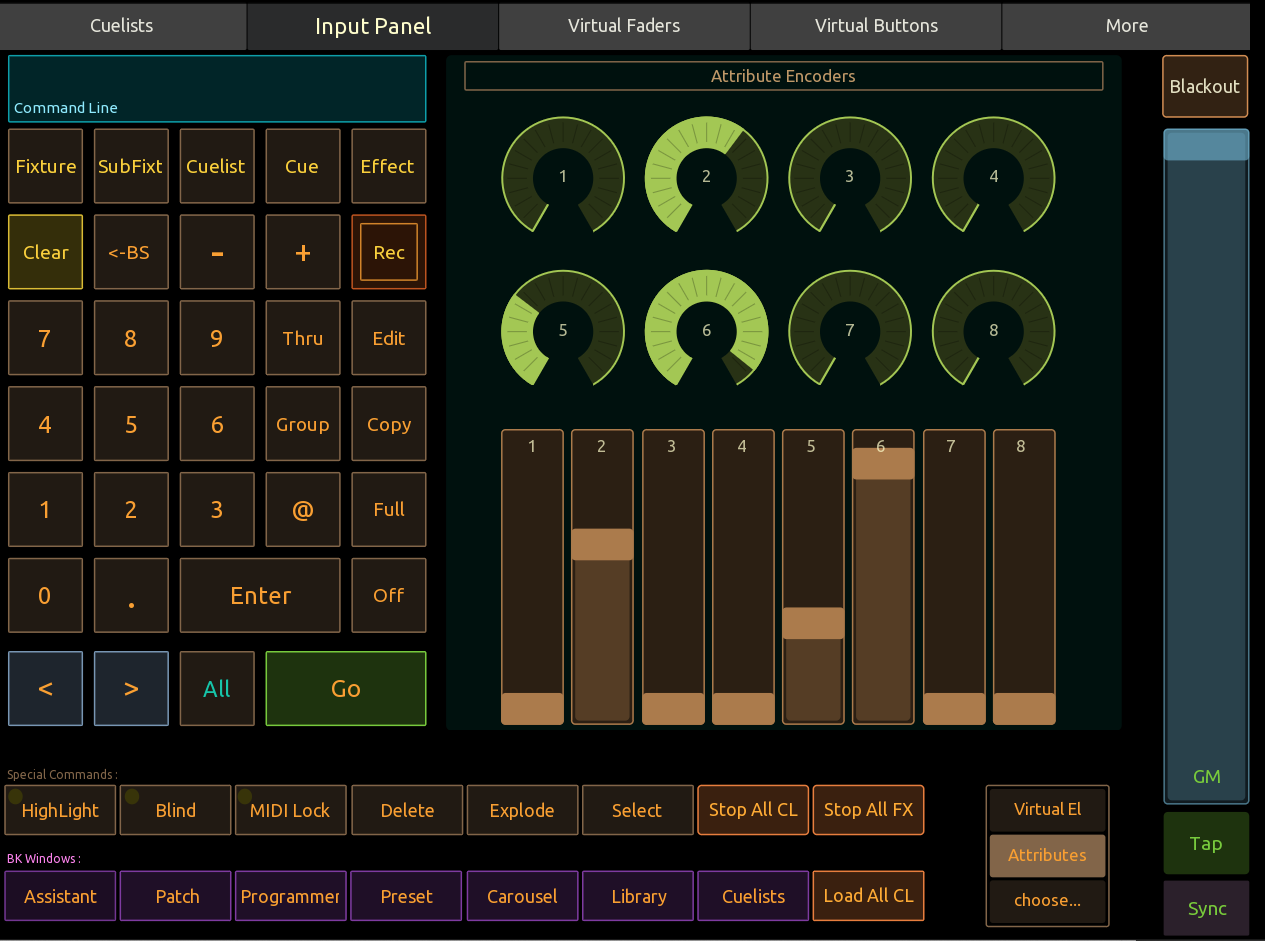 Cuelists Input Panel Virtual Faders Virtual Buttons More
Command Line
Attribute Encoders
Blackout
Fixture SubFixt Cuelist Cue Effect
1 2 3 4
Clear <-BS - + Rec
7 8 9 Thru Edit
5 6 7 8
4 5 6 Group Copy
1 2 3 4 5 6 7 8
1 2 3 @ Full
0 . Enter Off
< > All Go
GM
Special Commands :
HighLight Blind MIDI Lock Delete Explode Select Stop All CL Stop All FX
Virtual El
Attributes
choose...
Tap
BK Windows :
Assistant Patch Programmer Preset Carousel Library Cuelists Load All CL
Sync